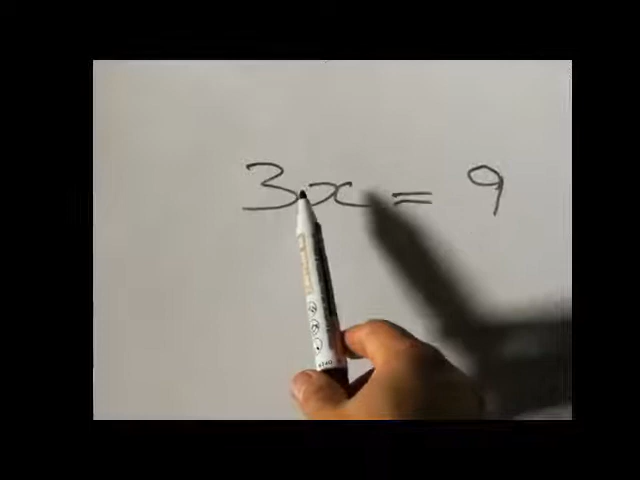 3x = 9